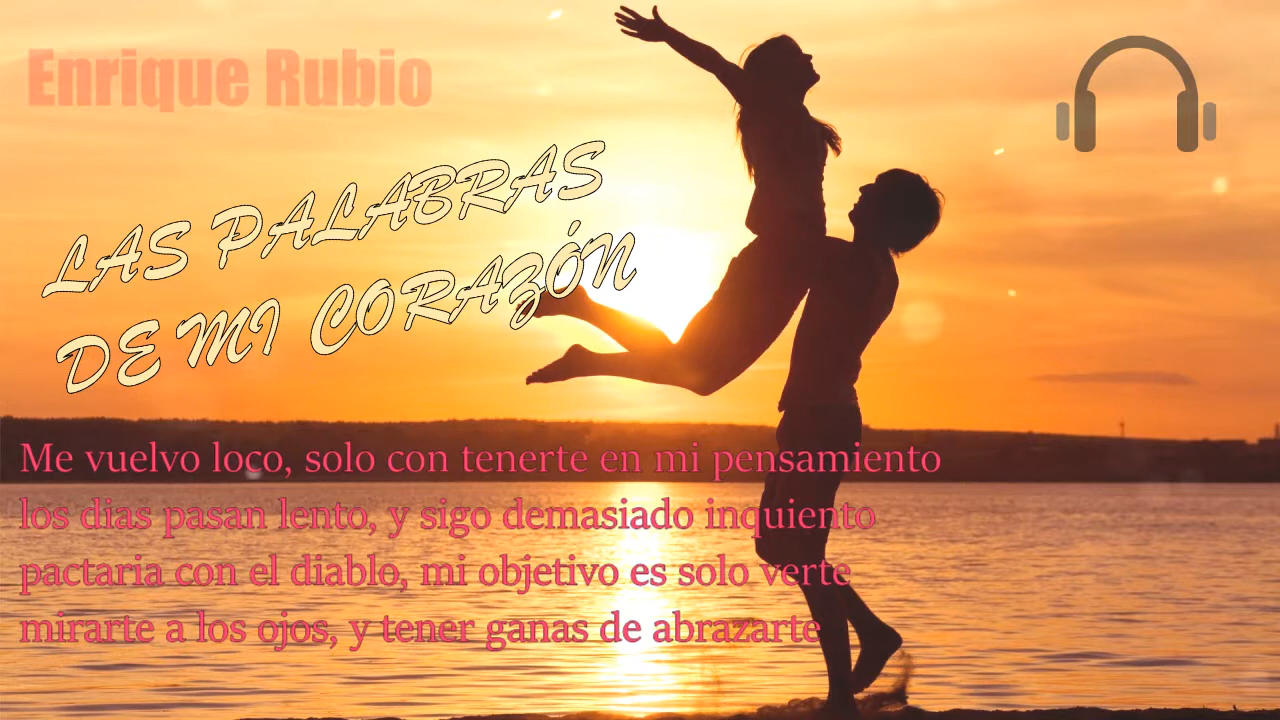 Enrique Rubio
LAS PALABRAS
DE MI CORAZÓN
Me vuelvo loco, solo con tenerte en mi pensamiento
los dias pasan lento, y sigo demasiado inquiento
pactaria con el diablo, mi objetivo es solo verte
mirarte a los ojos, y tener ganas de abrazarte